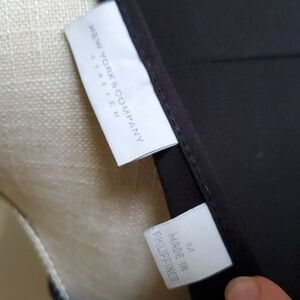 NEW YORK & COMPANY
STRETCH
M
MADE IN
PHILIPPINES